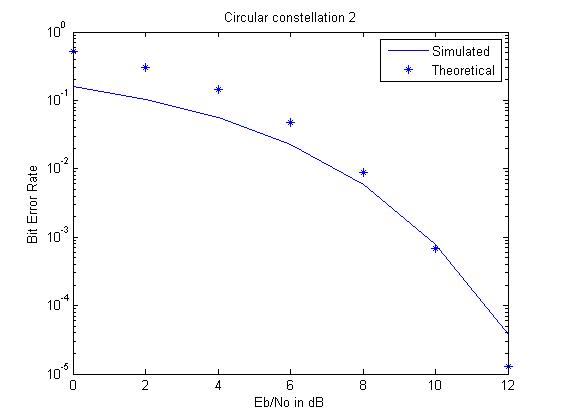 Circular constellation 2
Simulated
Theoretical
10^0
10^-1
10^-2
10^-3
10^-4
10^-5
Bit Error Rate
0 2 4 6 8 10 12
Eb/No in dB